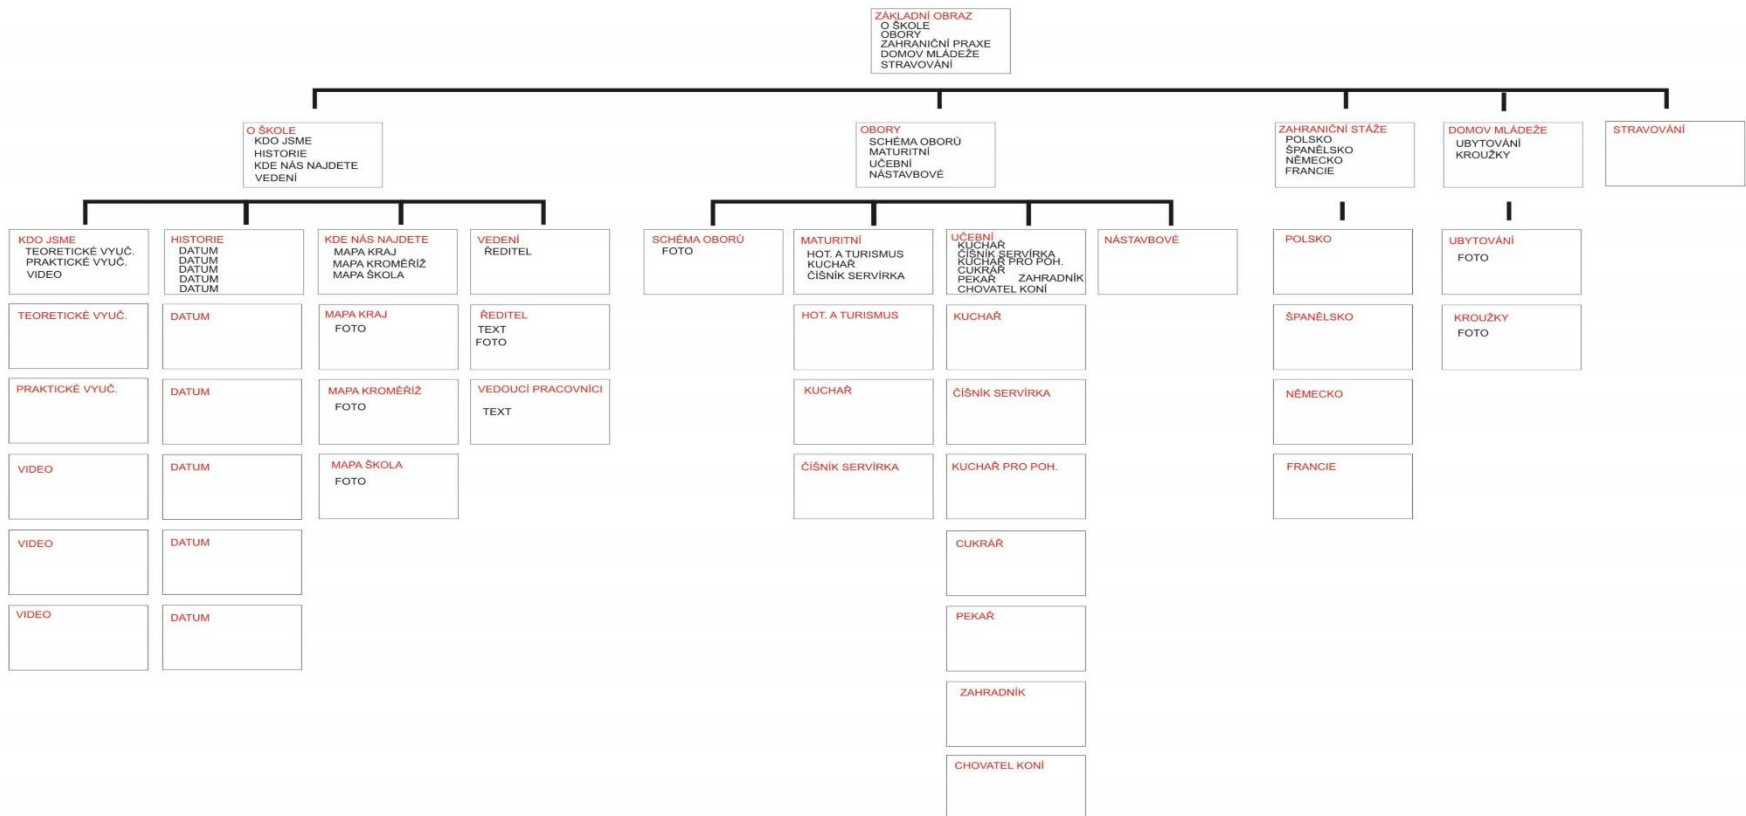 ZÁKLADNÍ OBRAZ
O ŠKOLE
OBORY
ZAHRANIČNÍ PRAXE
DOMOV MLÁDEŽE
STRAVOVÁNÍ
O ŠKOLE
KDO JSME
HISTORIE
KDE NÁS NAJDETE
VEDENÍ
OBORY
SCHÉMA OBORŮ
MATURITNÍ
UČEBNÍ
NÁSTAVBOVÉ
ZAHRANIČNÍ STÁŽE
POLSKO
ŠPANĚLSKO
NĚMECKO
FRANCIE
DOMOV MLÁDEŽE
UBYTOVÁNÍ
KROUŽKY
STRAVOVÁNÍ
KDO JSME
TEORETICKÉ VYUČ.
PRAKTICKÉ VYUČ.
VIDEO
HISTORIE
DATUM
DATUM
DATUM
DATUM
DATUM
KDE NÁS NAJDETE
MAPA KRAJ
MAPA KROMĚŘÍŽ
MAPA ŠKOLA
VEDENÍ
ŘEDITEL
SCHÉMA OBORŮ
FOTO
MATURITNÍ
HOT. A TURISMUS
KUCHAŘ
ČÍŠNÍK SERVÍRKA
UČEBNÍ
KUCHAŘ
ČÍŠNÍK SERVÍRKA
KUCHAŘ PRO POH.
CUKRÁŘ
PEKAŘ ZAHRADNÍK
CHOVATEL KONÍ
NÁSTAVBOVÉ
POLSKO
UBYTOVÁNÍ
FOTO
TEORETICKÉ VYUČ.
DATUM
MAPA KRAJ
FOTO
ŘEDITEL
TEXT
FOTO
HOT. A TURISMUS
KUCHAŘ
ŠPANĚLSKO
KROUŽKY
FOTO
PRAKTICKÉ VYUČ.
DATUM
MAPA KROMĚŘÍŽ
FOTO
VEDOUCÍ PRACOVNÍCI
TEXT
KUCHAŘ
ČÍŠNÍK SERVÍRKA
NĚMECKO
VIDEO
DATUM
MAPA ŠKOLA
FOTO
ČÍŠNÍK SERVÍRKA
KUCHAŘ PRO POH.
FRANCIE
VIDEO
DATUM
CUKRÁŘ
VIDEO
DATUM
PEKAŘ
ZAHRADNÍK
CHOVATEL KONÍ